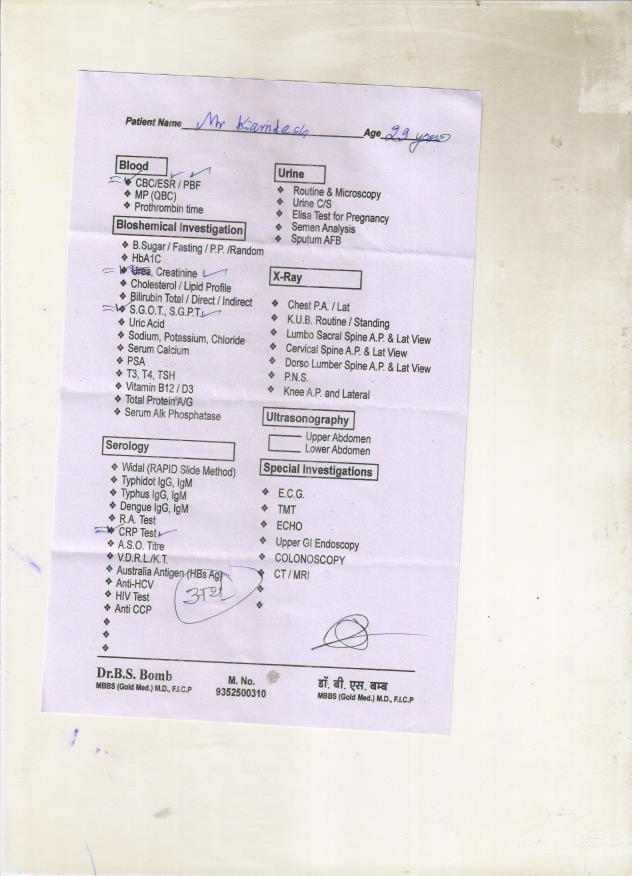 Patient Name Mr Age 29 years
Blood
❖ CBC/ESR / PBF
❖ MP (QBC)
❖ Prothrombin time
Bioshemical Investigation
❖ B.Sugar / Fasting / P.P. /Random
❖ HbA1C
❖ Urea, Creatinine
❖ Cholesterol / Lipid Profile
❖ Bilirubin Total / Direct / Indirect
❖ S.G.O.T., S.G.P.T.
❖ Uric Acid
❖ Sodium, Potassium, Chloride
❖ Serum Calcium
❖ PSA
❖ T3, T4, TSH
❖ Vitamin B12 / D3
❖ Total Protein A/G
❖ Serum Alk Phosphatase
Serology
❖ Widal (RAPID Slide Method)
❖ Typhidot IgG, IgM
❖ Typhus IgG, IgM
❖ Dengue IgG, IgM
❖ R.A. Test
❖ CRP Test
❖ A.S.O. Titre
❖ V.D.R.L./K.T.
❖ Australia Antigen (HBs Ag)
❖ Anti-HCV
❖ HIV Test
❖ Anti CCP
Urine
❖ Routine & Microscopy
❖ Urine C/S
❖ Elisa Test for Pregnancy
❖ Semen Analysis
❖ Sputum AFB
X-Ray
❖ Chest P.A. / Lat
❖ K.U.B. Routine / Standing
❖ Lumbo Sacral Spine A.P. & Lat View
❖ Cervical Spine A.P. & Lat View
❖ Dorso Lumber Spine A.P. & Lat View
❖ P.N.S.
❖ Knee A.P. and Lateral
Ultrasonography
Upper Abdomen
Lower Abdomen
Special Investigations
❖ E.C.G.
❖ TMT
❖ ECHO
❖ Upper GI Endoscopy
❖ COLONOSCOPY
❖ CT / MRI
Dr.B.S. Bomb
MBBS (Gold Med.) M.D., F.I.C.P
M. No.
9352500310
डॉ. बी. एस. बम्ब
MBBS (Gold Med.) M.D., F.I.C.P